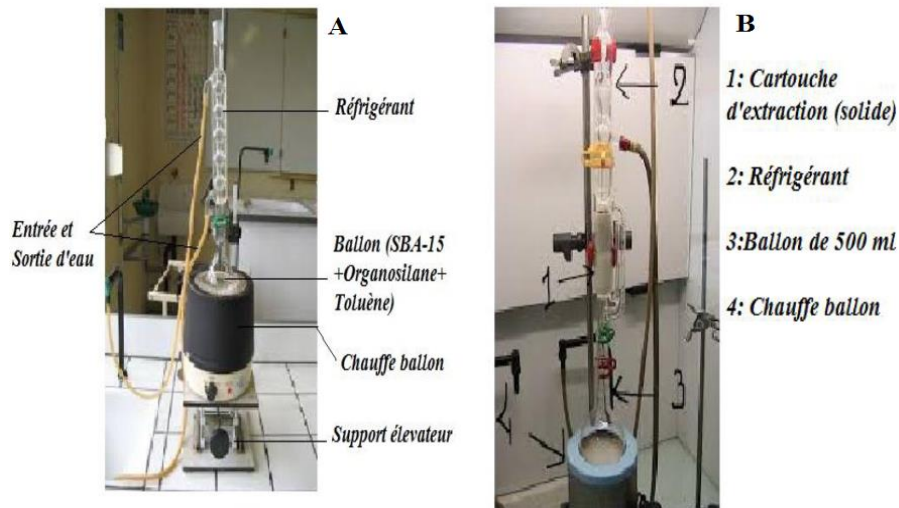 A
Réfrigérant
Entrée et
Sortie d'eau
Ballon (SBA-15
+Organosilane+
Toluène)
Chauffe ballon
Support élevateur
B
2
1
3
4
1: Cartouche
d'extraction (solide)
2: Réfrigérant
3:Ballon de 500 ml
4: Chauffe ballon